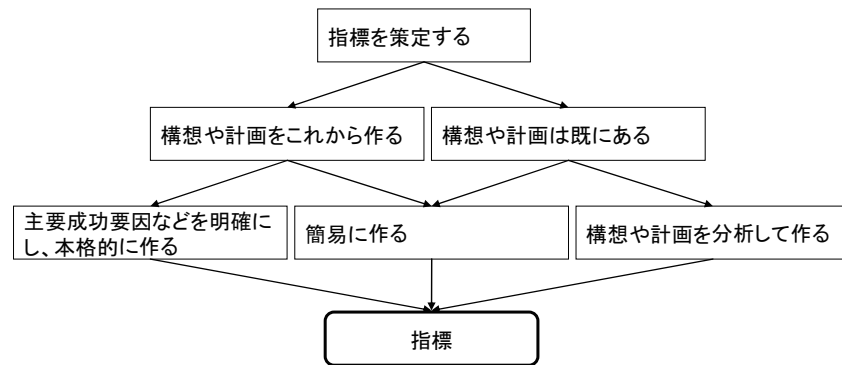 指標を策定する
構想や計画をこれから作る
構想や計画は既にある
主要成功要因などを明確に
し、本格的に作る
簡易に作る
構想や計画を分析して作る
指標